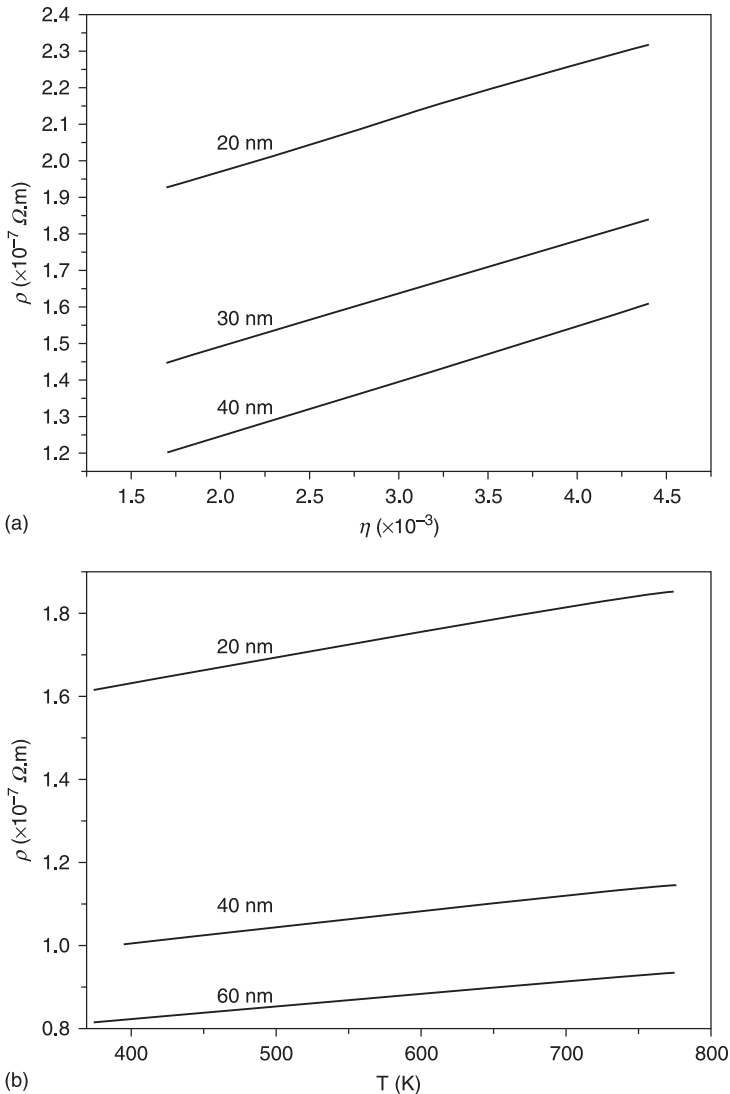 2.4
2.3
2.2
2.1
2.0
1.9
1.8
1.7
1.6
1.5
1.4
1.3
1.2
ρ (×10⁻⁷ Ω.m)
20 nm
30 nm
40 nm
1.5 2.0 2.5 3.0 3.5 4.0 4.5
(a)
η (×10⁻³)
1.8
1.6
1.4
1.2
1.0
0.8
ρ (×10⁻⁷ Ω.m)
20 nm
40 nm
60 nm
400 500 600 700 800
(b)
T (K)